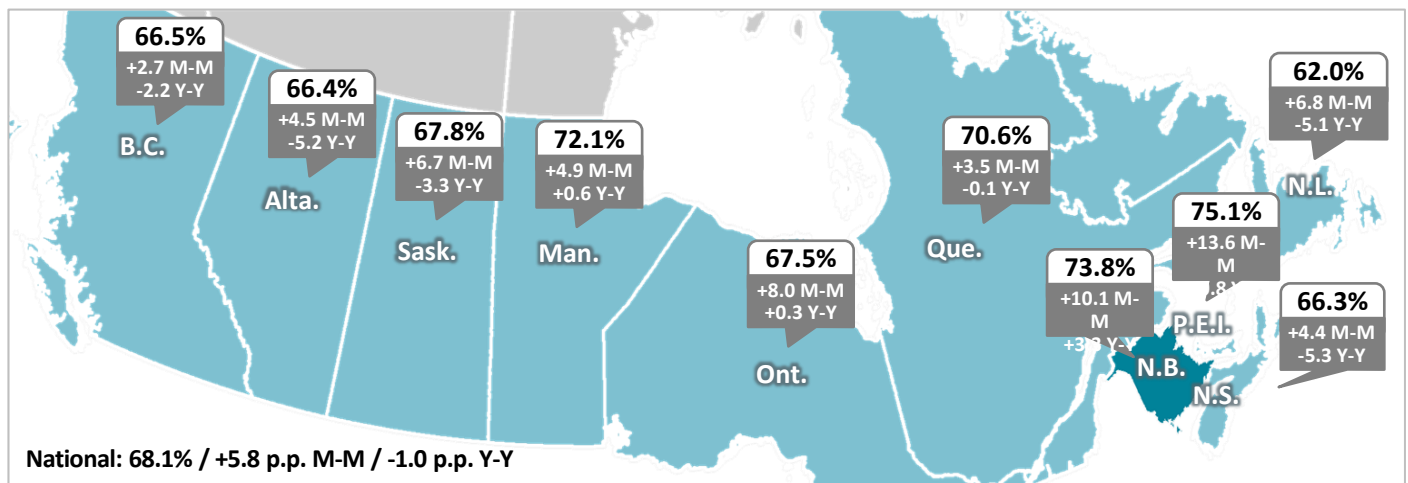 66.5%
+2.7 M-M
-2.2 Y-Y
B.C.
66.4%
+4.5 M-M
-5.2 Y-Y
Alta.
67.8%
+6.7 M-M
-3.3 Y-Y
Sask.
72.1%
+4.9 M-M
+0.6 Y-Y
Man.
67.5%
+8.0 M-M
+0.3 Y-Y
Ont.
70.6%
+3.5 M-M
-0.1 Y-Y
Que.
73.8%
+10.1 M-
M
Y-Y
N.B.
75.1%
+13.6 M-
M
P.E.I.
62.0%
+6.8 M-M
-5.1 Y-Y
N.L.
66.3%
+4.4 M-M
-5.3 Y-Y
N.S.
National: 68.1% / +5.8 p.p. M-M / -1.0 p.p. Y-Y